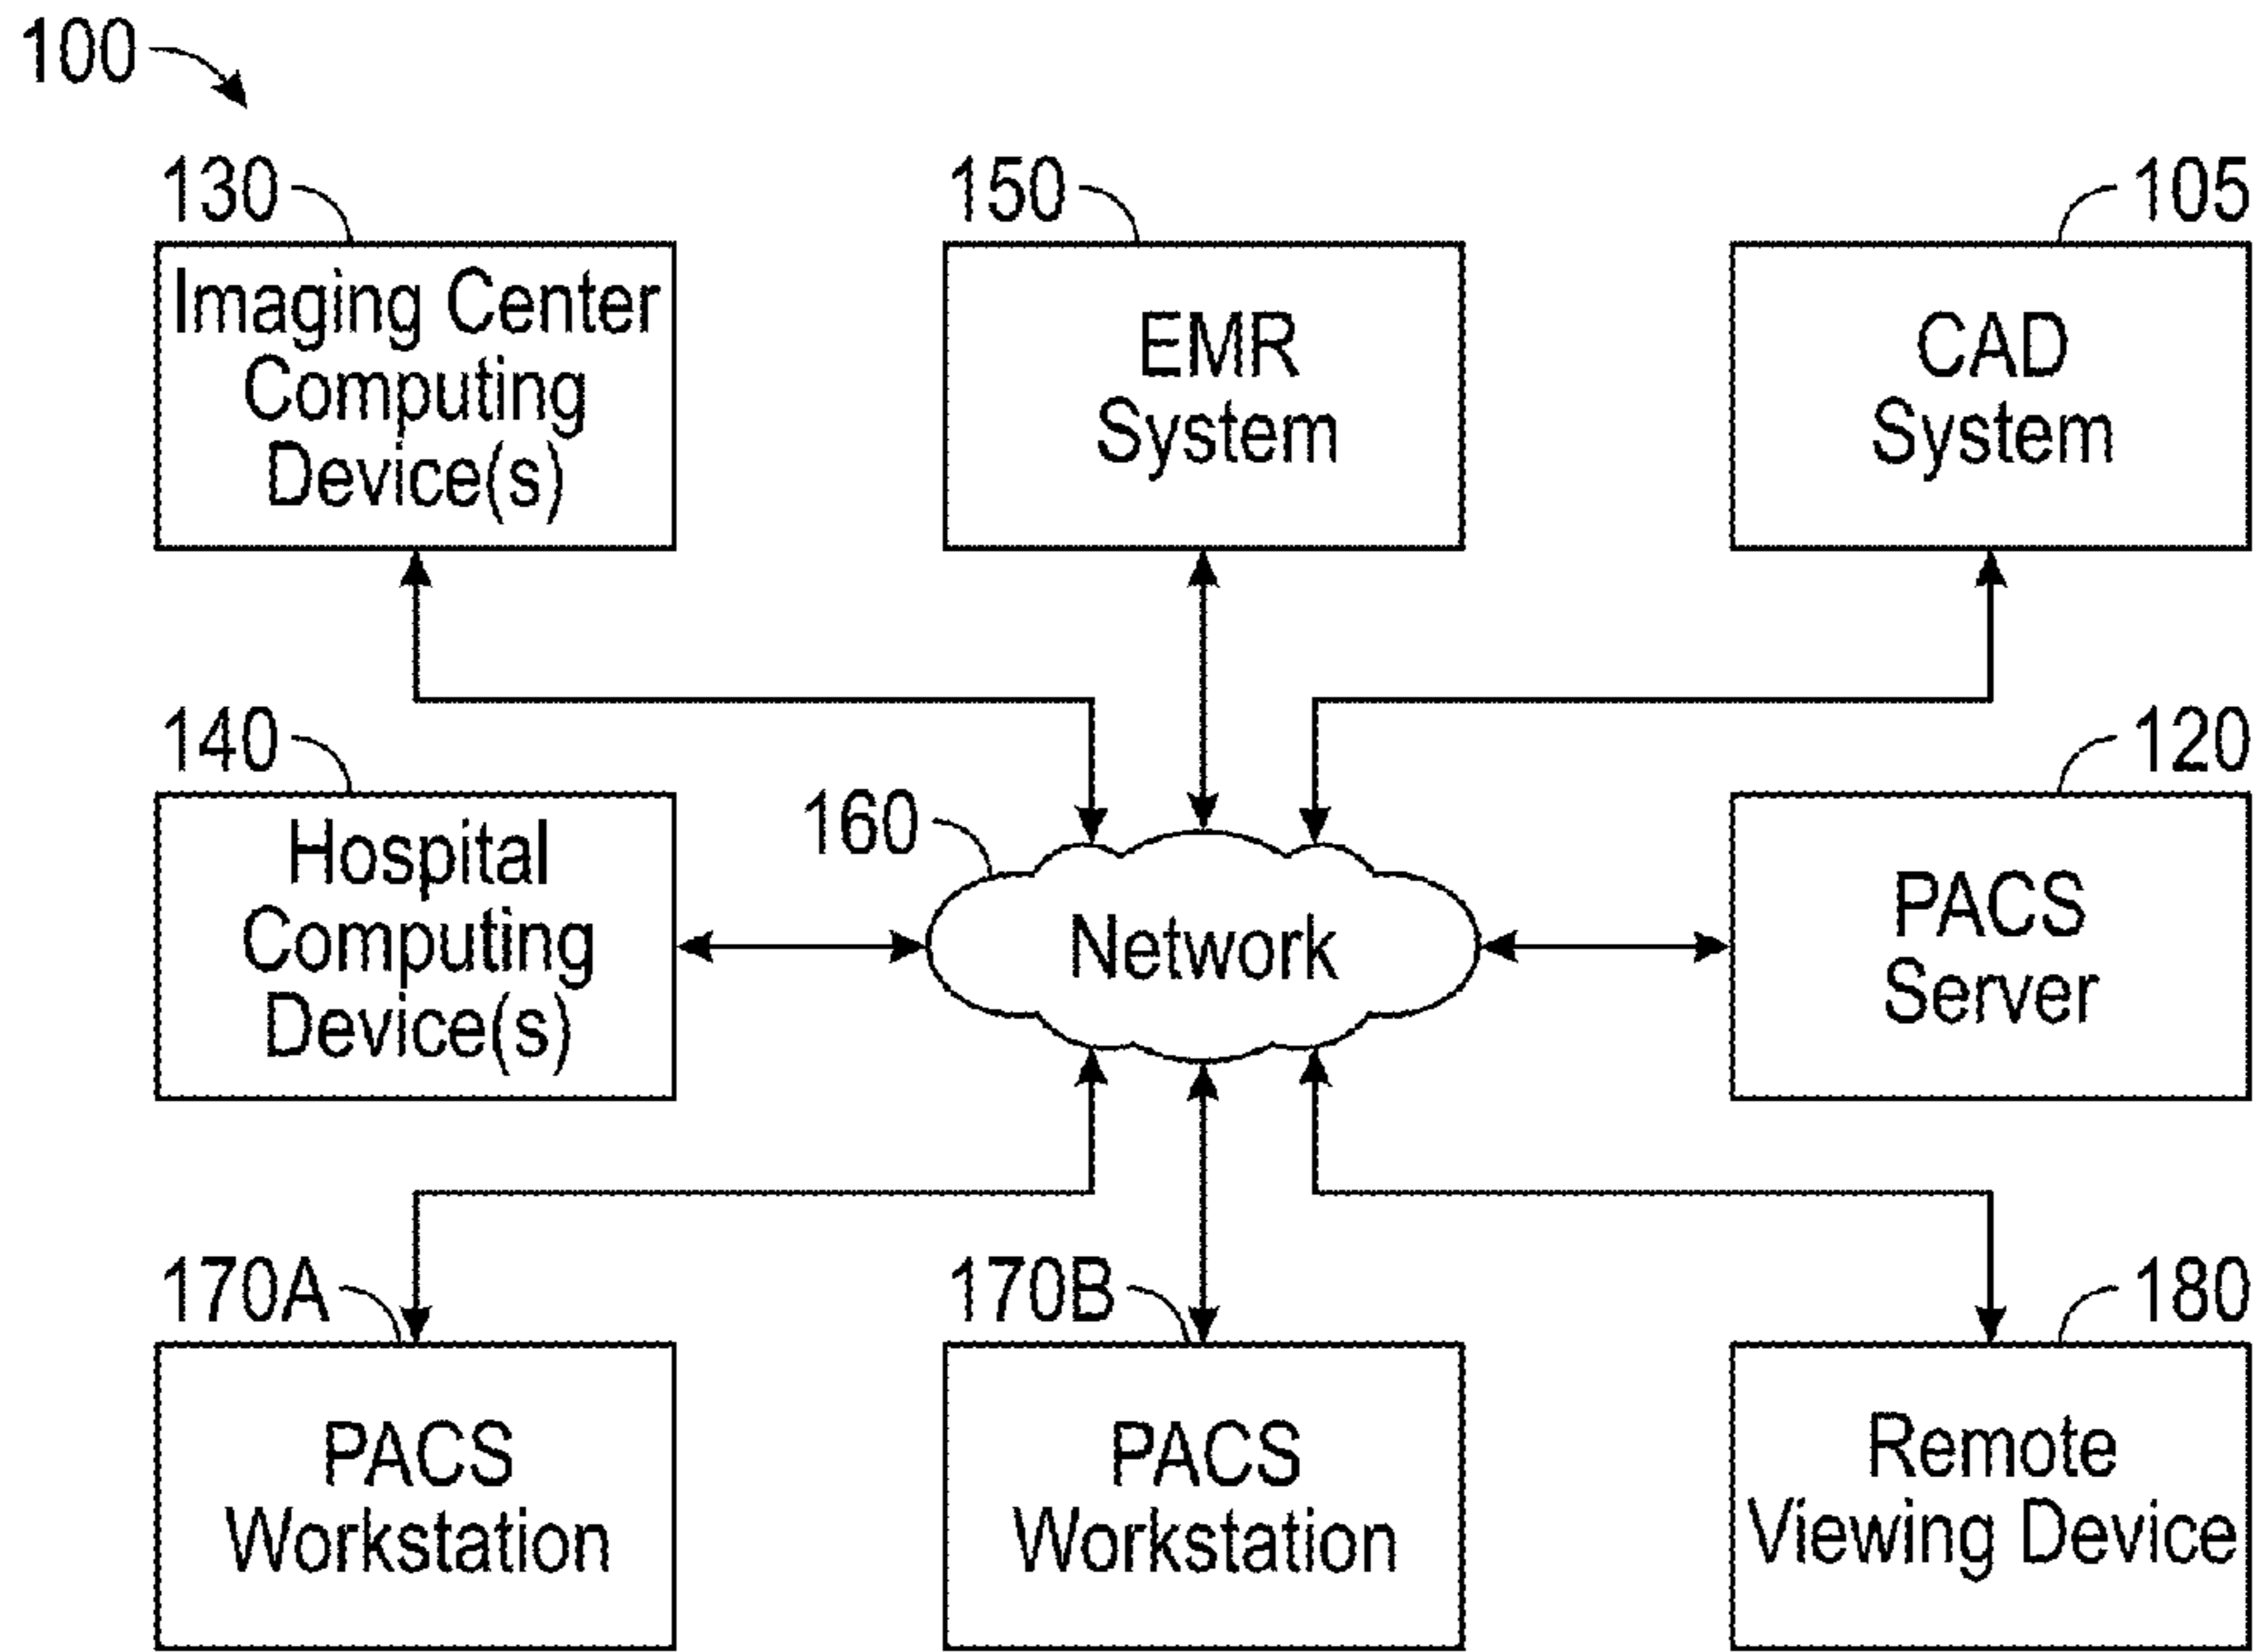 100
130
Imaging Center
Computing
Device(s)
150
EMR
System
105
CAD
System
140
Hospital
Computing
Device(s)
160
Network
120
PACS
Server
170A
PACS
Workstation
170B
PACS
Workstation
180
Remote
Viewing Device